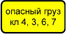 опасный груз
кл 4, 3, 6, 7